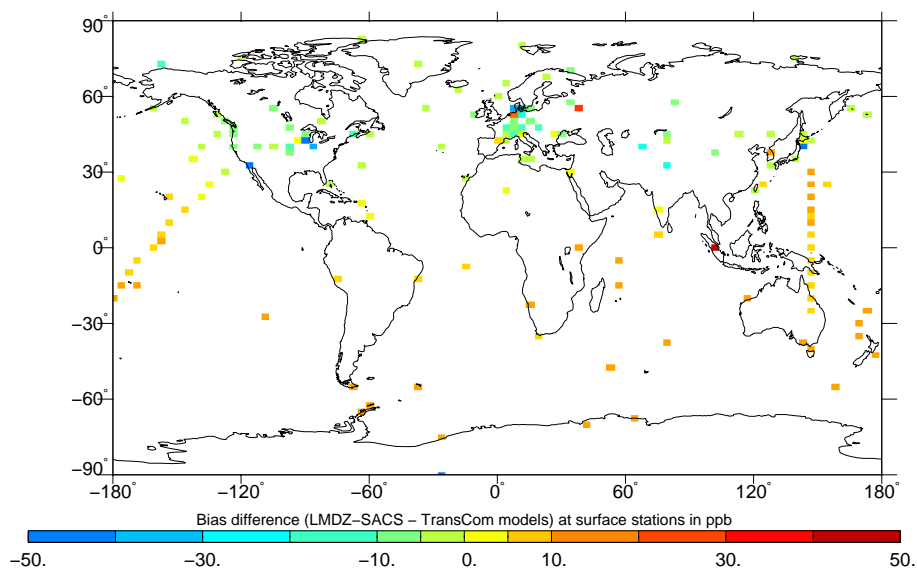 90°
60
30
0
−30
−60
−90
−180 −120 −60 0 60 120 180°
Bias difference (LMDZ−SACS − TransCom models) at surface stations in ppb
−50. −30. −10. 0. 10. 30. 50.